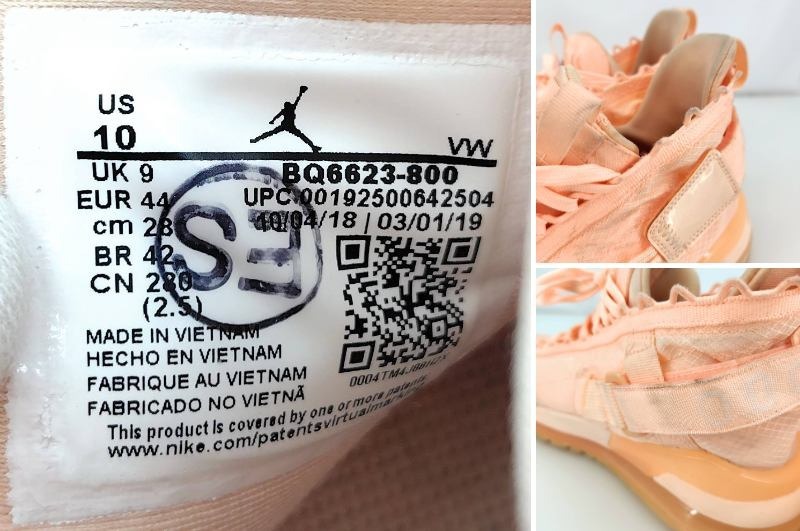 US
10
VW
UK 9
BQ6623-800
EUR 44
UPC:00192500642504
cm 28
10/04/18 | 03/01/19
BR 42
CN 280
(2.5)
SE
MADE IN VIETNAM
HECHO EN VIETNAM
FABRIQUE AU VIETNAM
FABRICADO NO VIETNÃ
This product is covered by one or more patents.
www.nike.com/patentsvirtualmarking